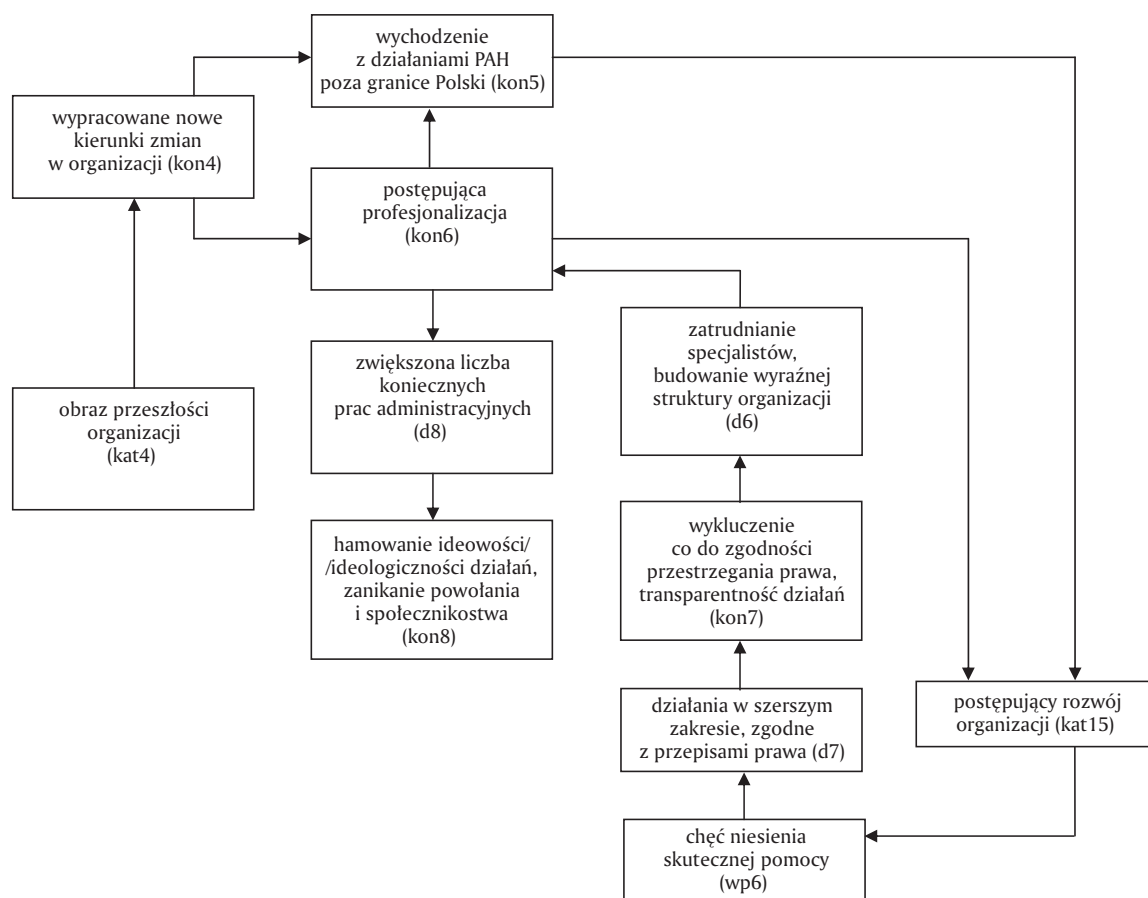 wychodzenie
z działaniami PAH
poza granice Polski (kon5)
wypracowane nowe
kierunki zmian
w organizacji (kon4)
postępująca
profesjonalizacja
(kon6)
zatrudnianie
specjalistów,
budowanie wyraźnej
struktury organizacji
(d6)
zwiększona liczba
koniecznych
prac administracyjnych
(d8)
obraz przeszłości
organizacji
(kat4)
wykluczenie
co do zgodności
przestrzegania prawa,
transparentność działań
(kon7)
hamowanie ideowości/
/ideologiczności działań,
zanikanie powołania
i społecznikostwa
(kon8)
działania w szerszym
zakresie, zgodne
z przepisami prawa (d7)
postępujący rozwój
organizacji (kat15)
chęć niesienia
skutecznej pomocy
(wp6)